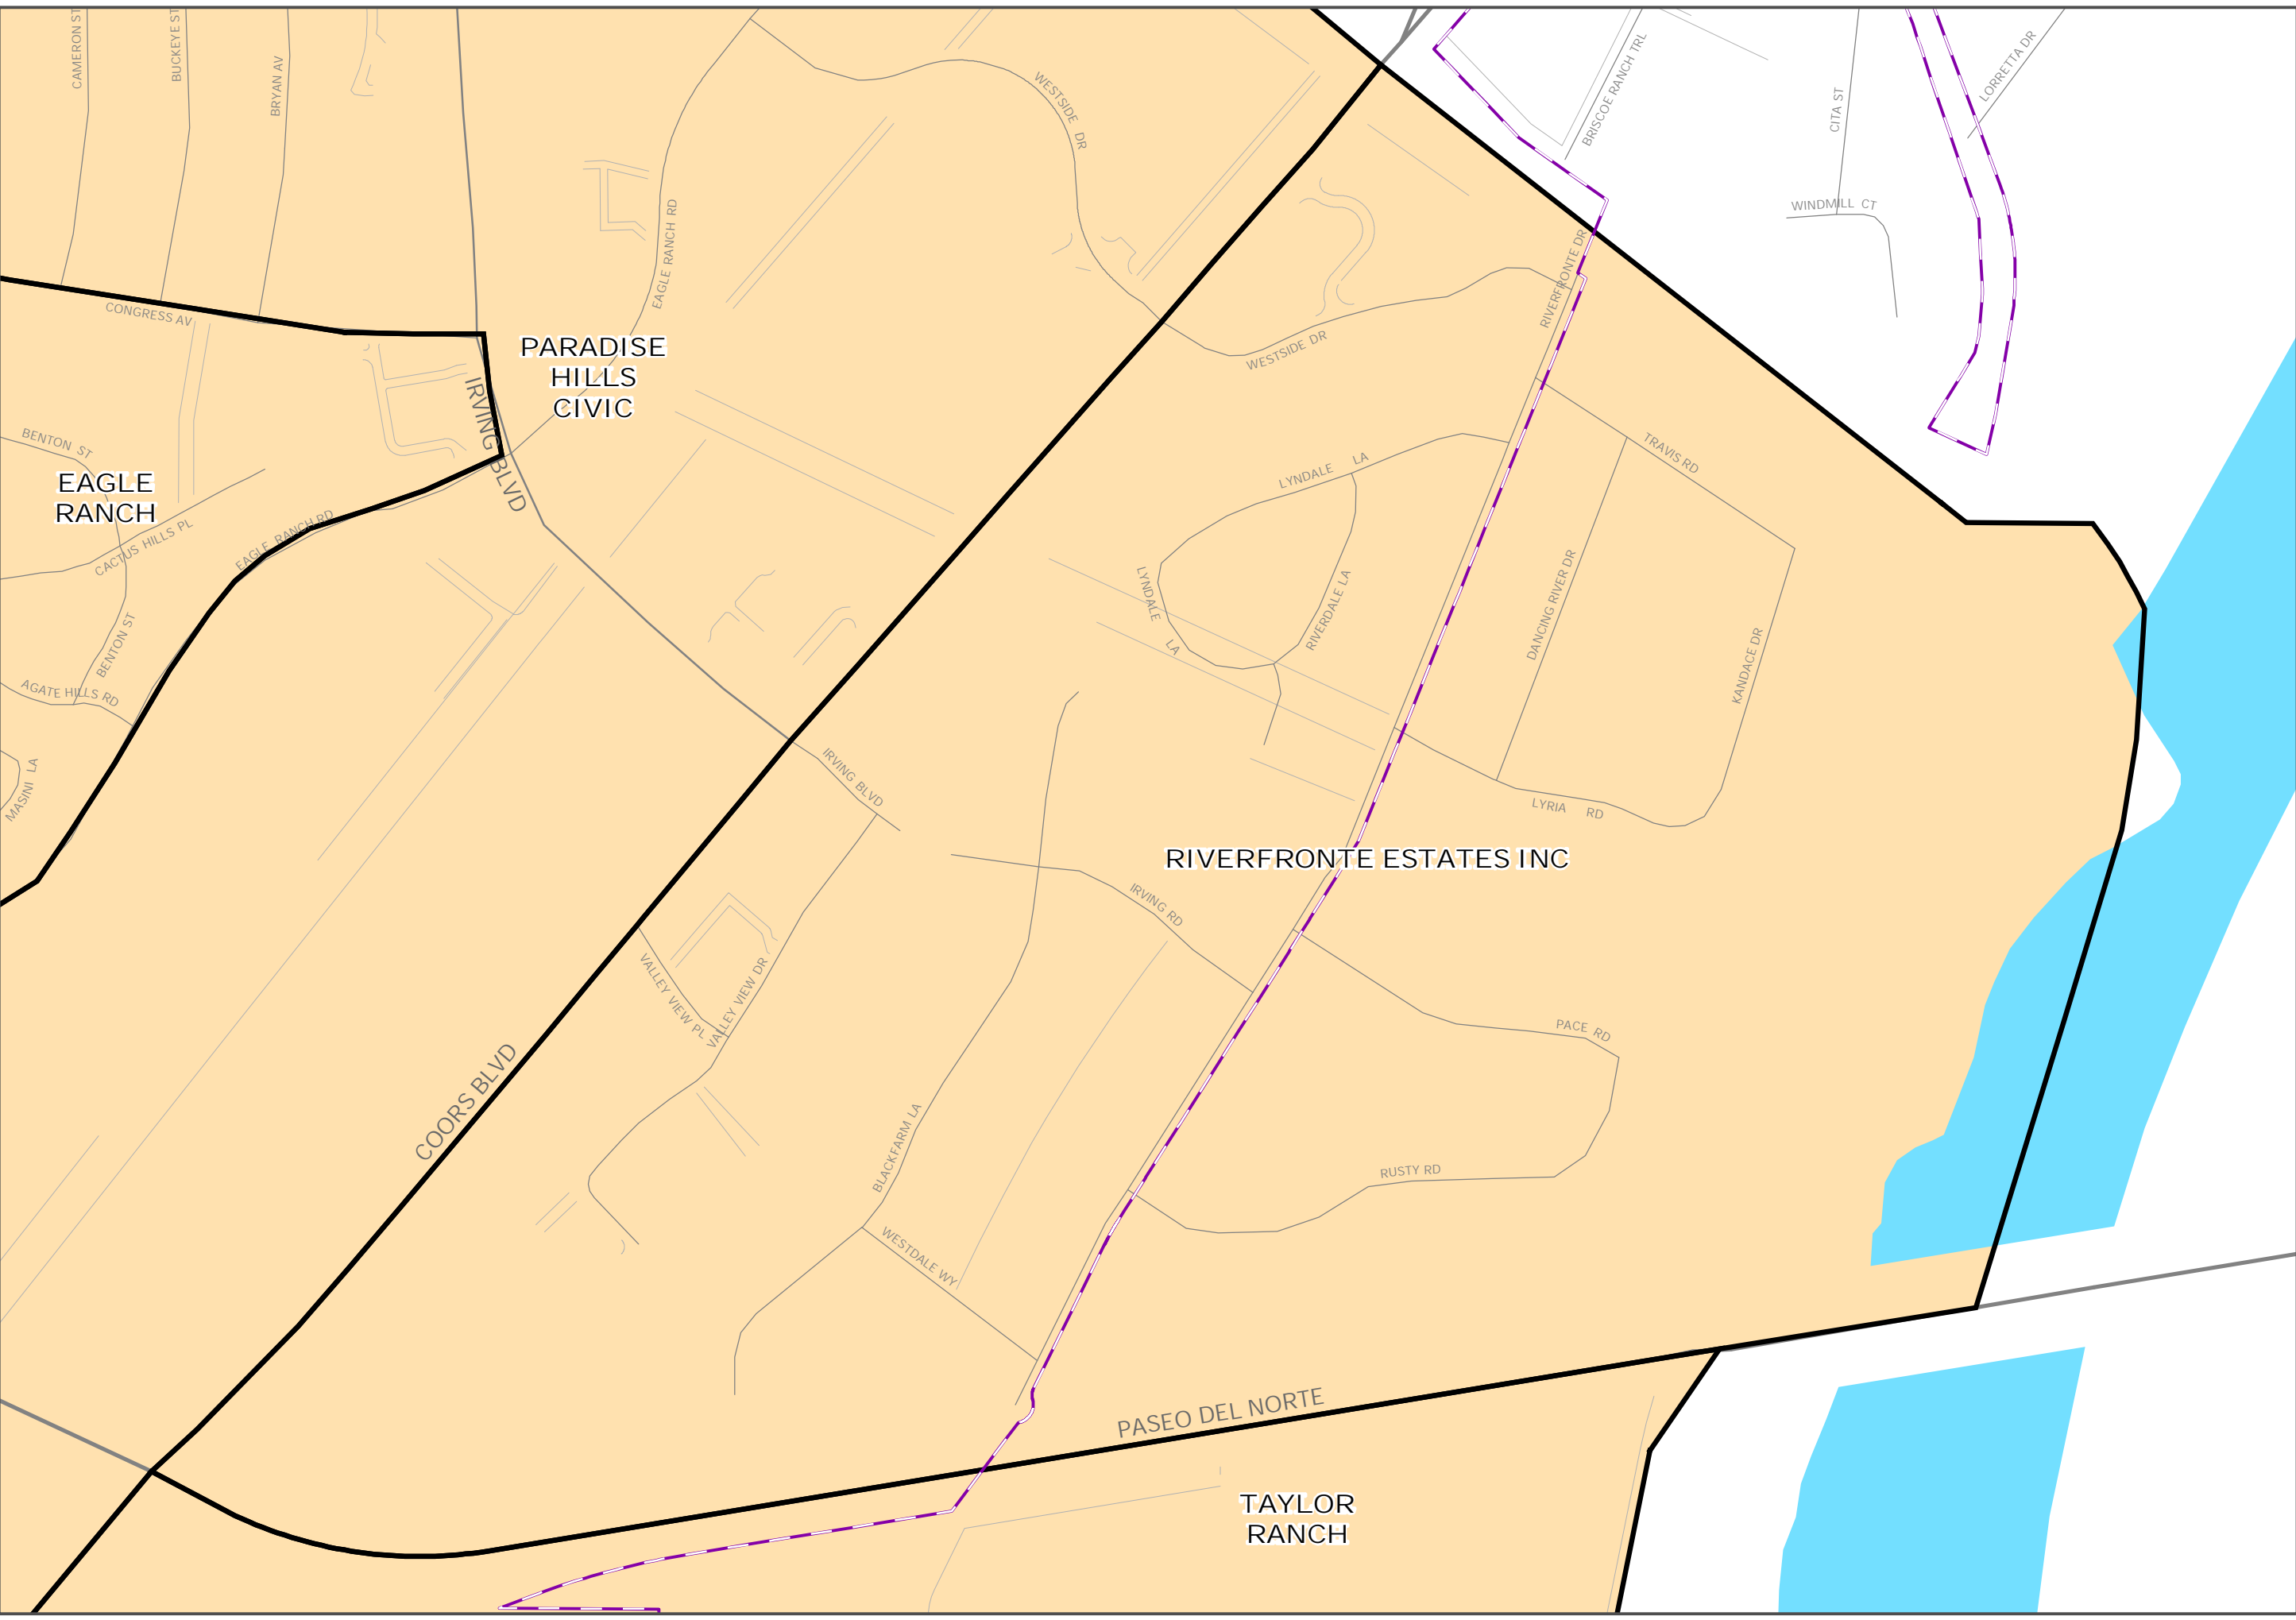 CAMERON ST
BUCKEYE ST
BRYAN AV
WESTSIDE DR
BRISCOE RANCH TRL
CITA ST
LORRETTA DR
WINDMILL CT
EAGLE RANCH RD
RIVERFRONTE DR
CONGRESS AV
WESTSIDE DR
PARADISE
HILLS
CIVIC
IRVING BLVD
BENTON ST
EAGLE
RANCH
CACTUS HILLS PL
EAGLE RANCH RD
LYNDALE LA
TRAVIS RD
LYNDALE LA
RIVERDALE LA
DANCING RIVER DR
KANDACE DR
BENTON ST
AGATE HILLS RD
MASINI LA
IRVING BLVD
LYRIA RD
RIVERFRONTE ESTATES INC
IRVING RD
VALLEY VIEW PL
VALLEY VIEW DR
PACE RD
COORS BLVD
BLACKFARM LA
RUSTY RD
WESTDALE WY
PASEO DEL NORTE
TAYLOR
RANCH